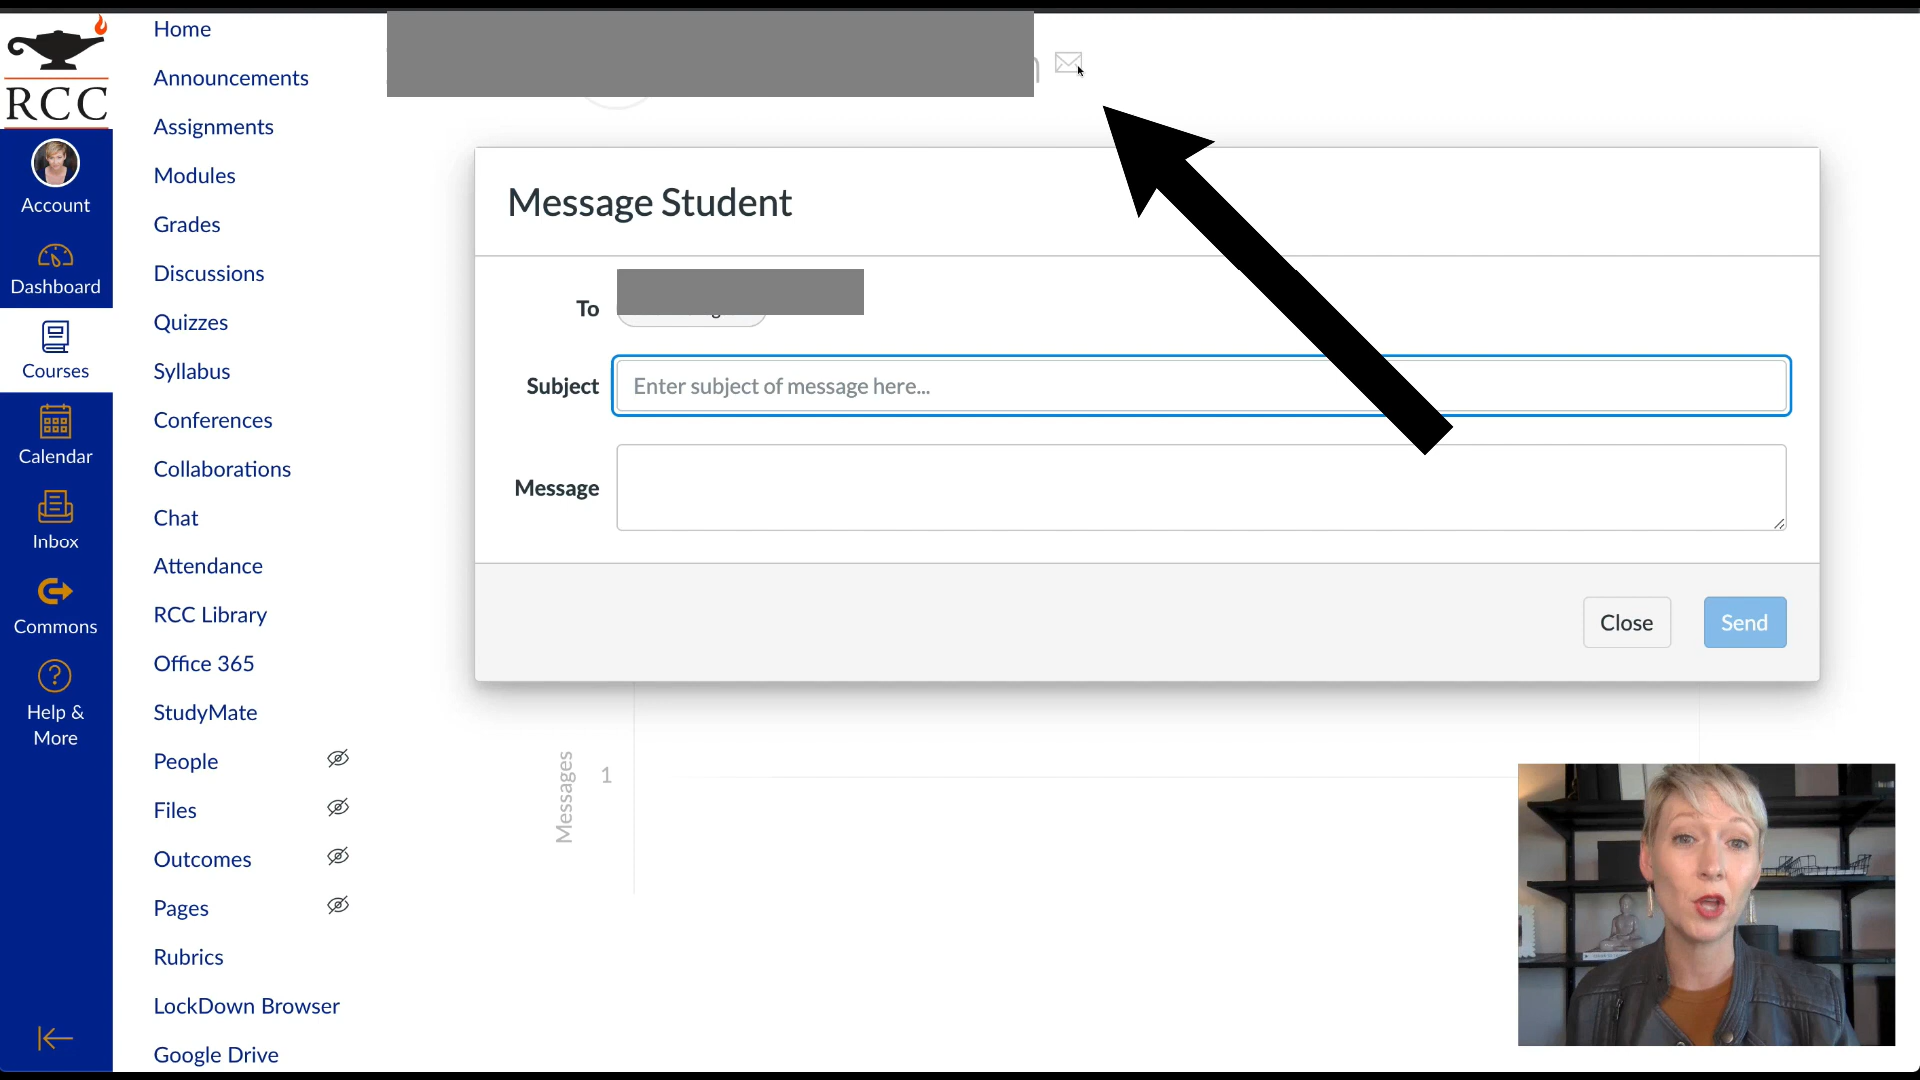 RCC
Account
Dashboard
Courses
Calendar
Inbox
Commons
Help &
More
Home
Announcements
Assignments
Modules
Grades
Discussions
Quizzes
Syllabus
Conferences
Collaborations
Chat
Attendance
RCC Library
Office 365
StudyMate
People
Files
Outcomes
Pages
Rubrics
LockDown Browser
Google Drive
Message Student
To
Subject
Enter subject of message here...
Message
Close
Send
Messages
1